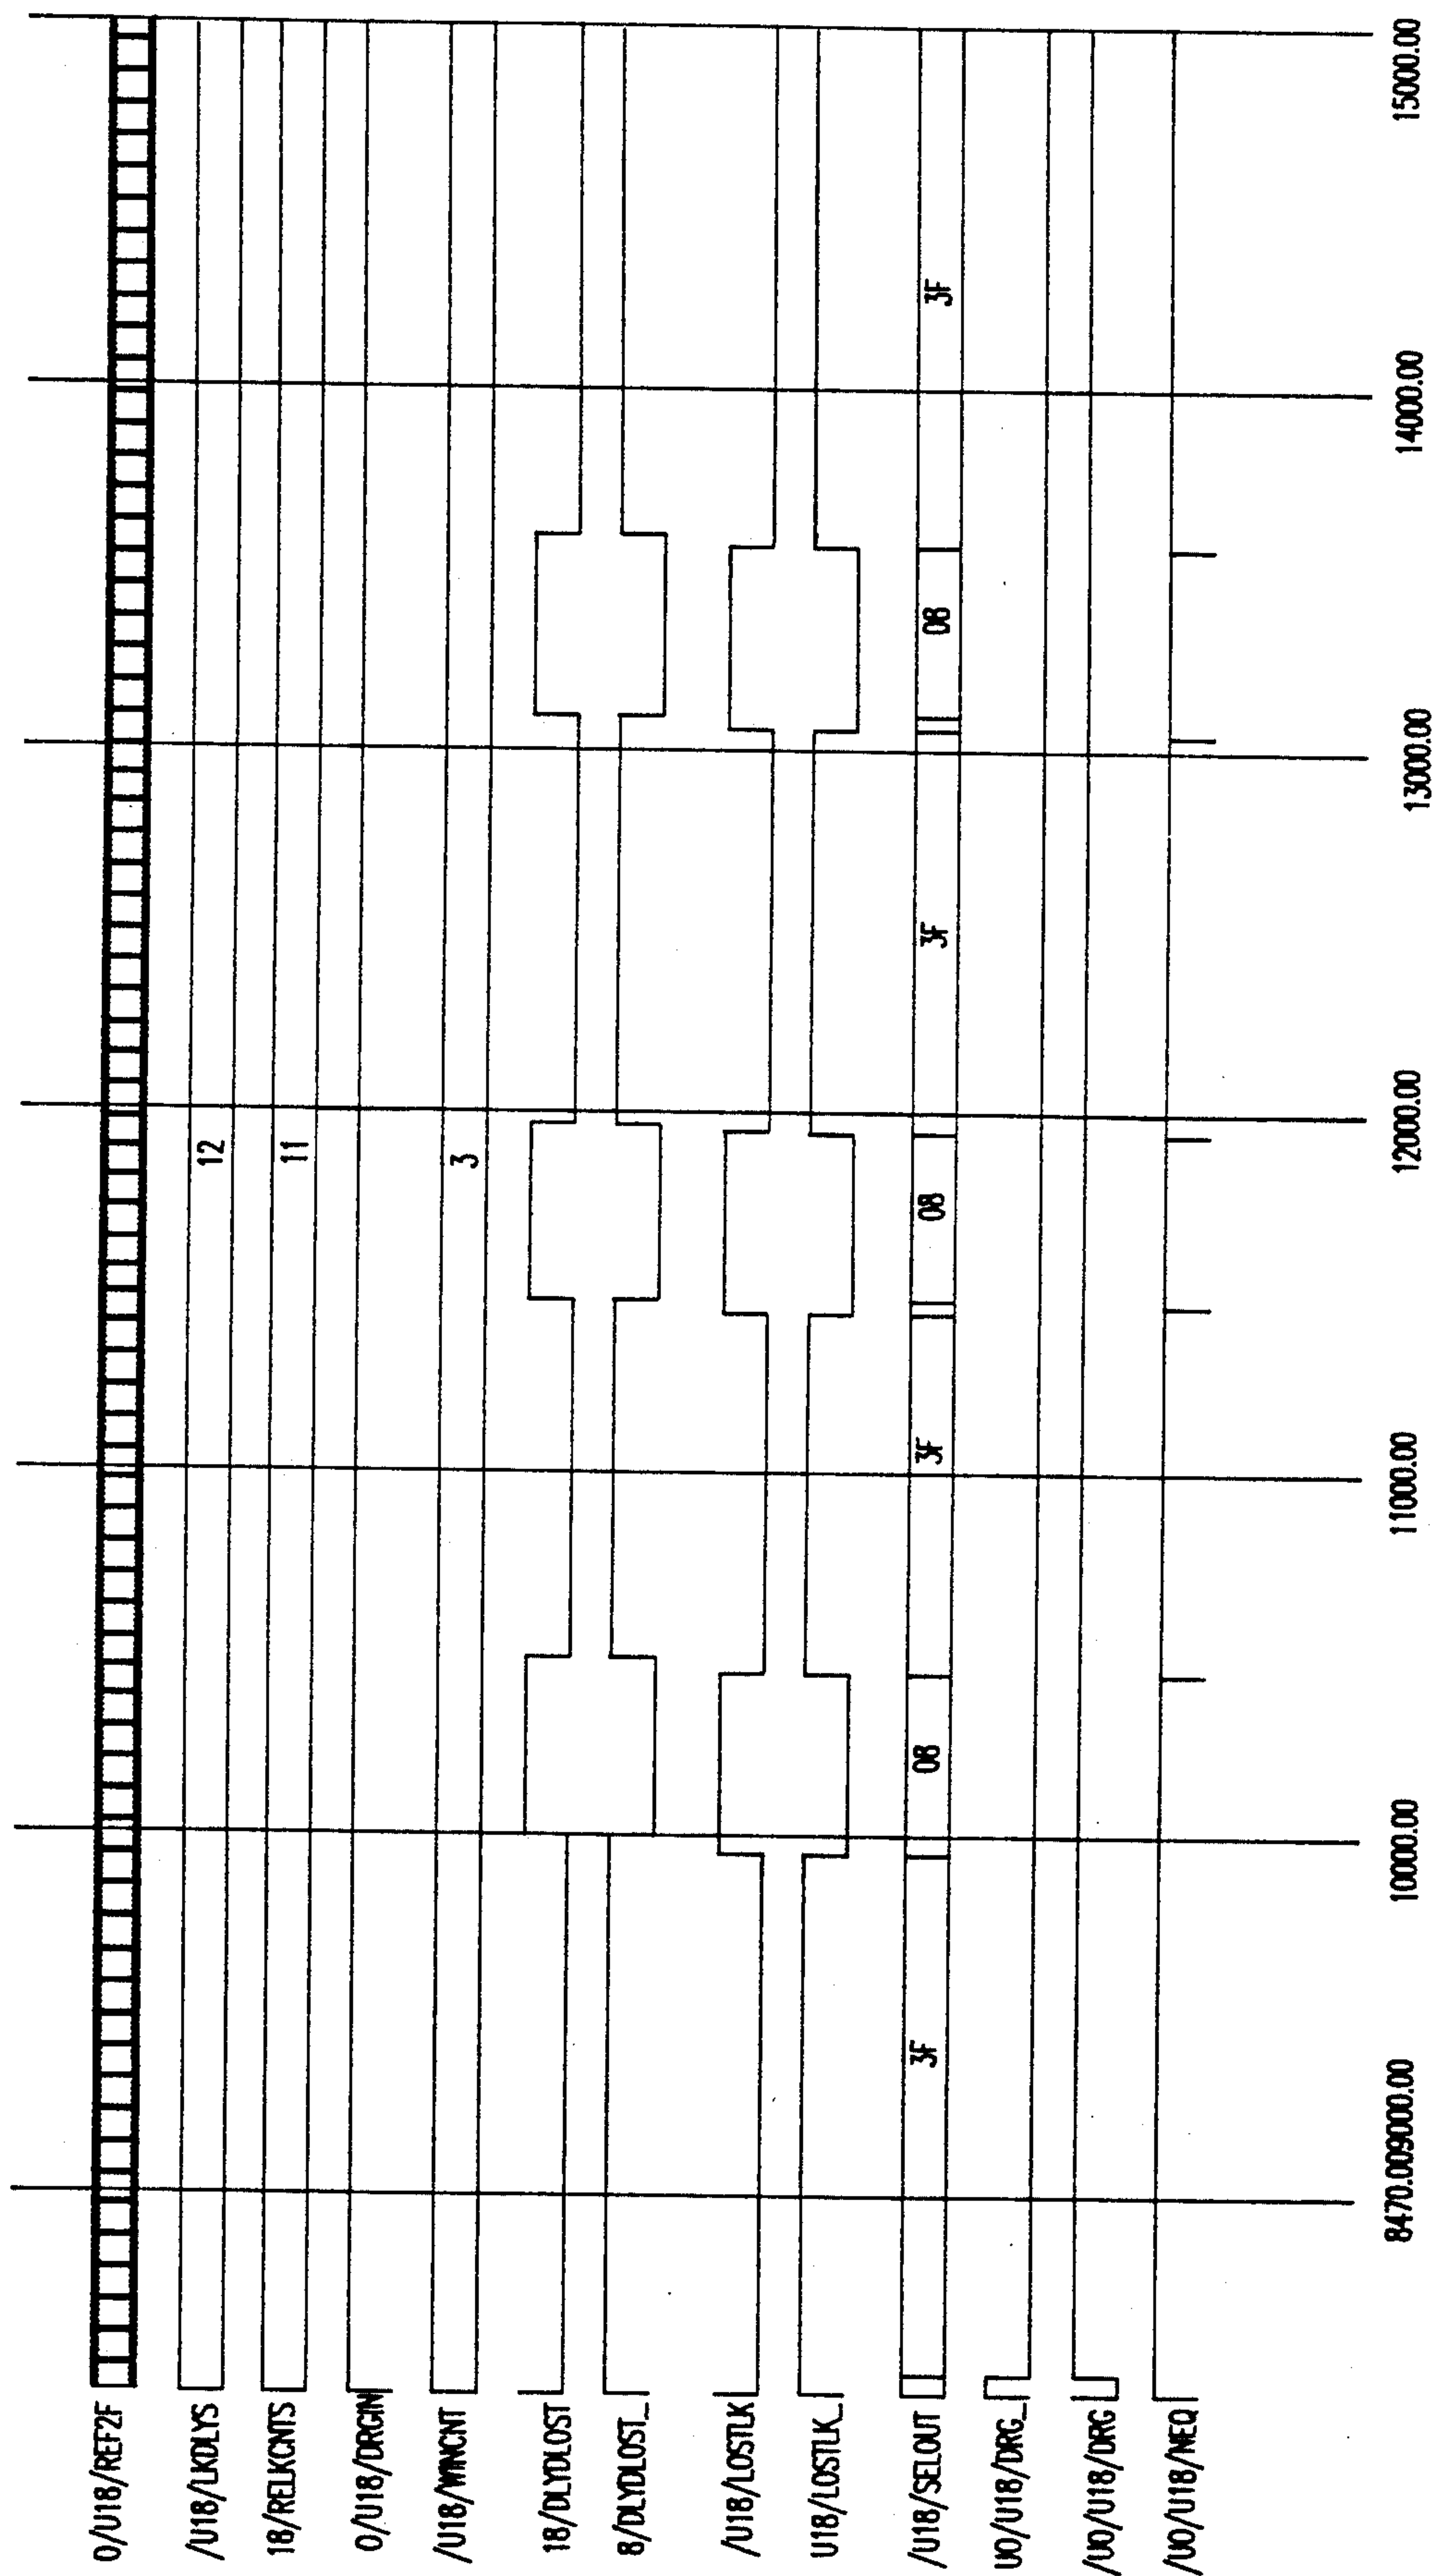 0/U18/REF2F
/U18/LKDLYS 12
18/RELKCNTS 11
0/U18/DRGIN
/U18/WINCNT 3
18/DLYDLOST
8/DLYDLOST_
/U18/LOSTLK
U18/LOSTLK_
/U18/SELOUT 3F 08 3F 08 3F 08 3F
U0/U18/DRG_
/U0/U18/DRG
/U0/U18/NEQ
8470.009000.00 10000.00 11000.00 12000.00 13000.00 14000.00 15000.00